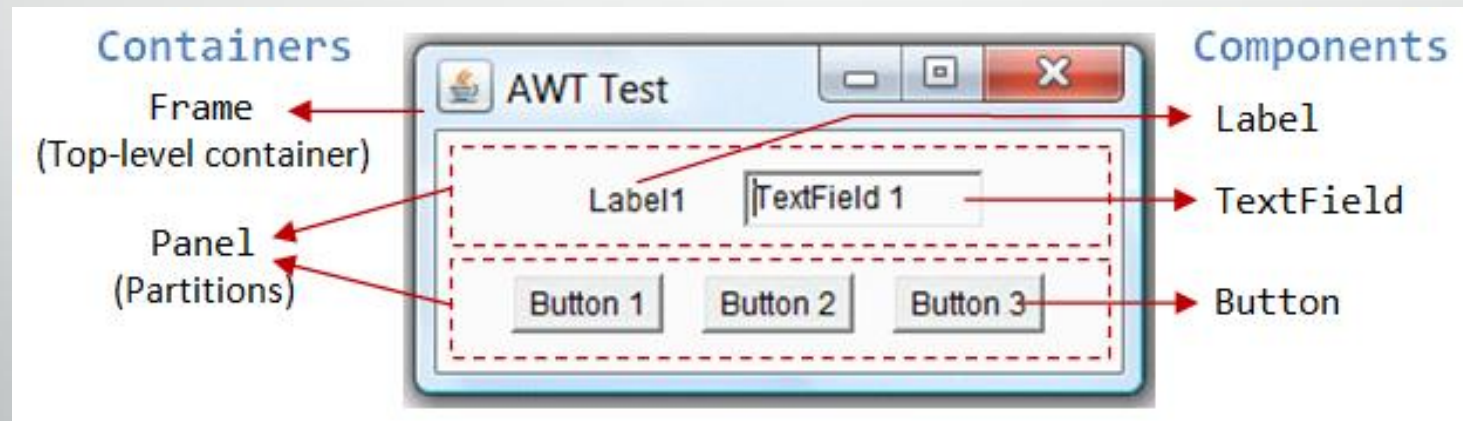 Containers
Frame
(Top-level container)
Panel
(Partitions)
AWT Test
Label1
TextField 1
Button 1
Button 2
Button 3
Components
Label
TextField
Button